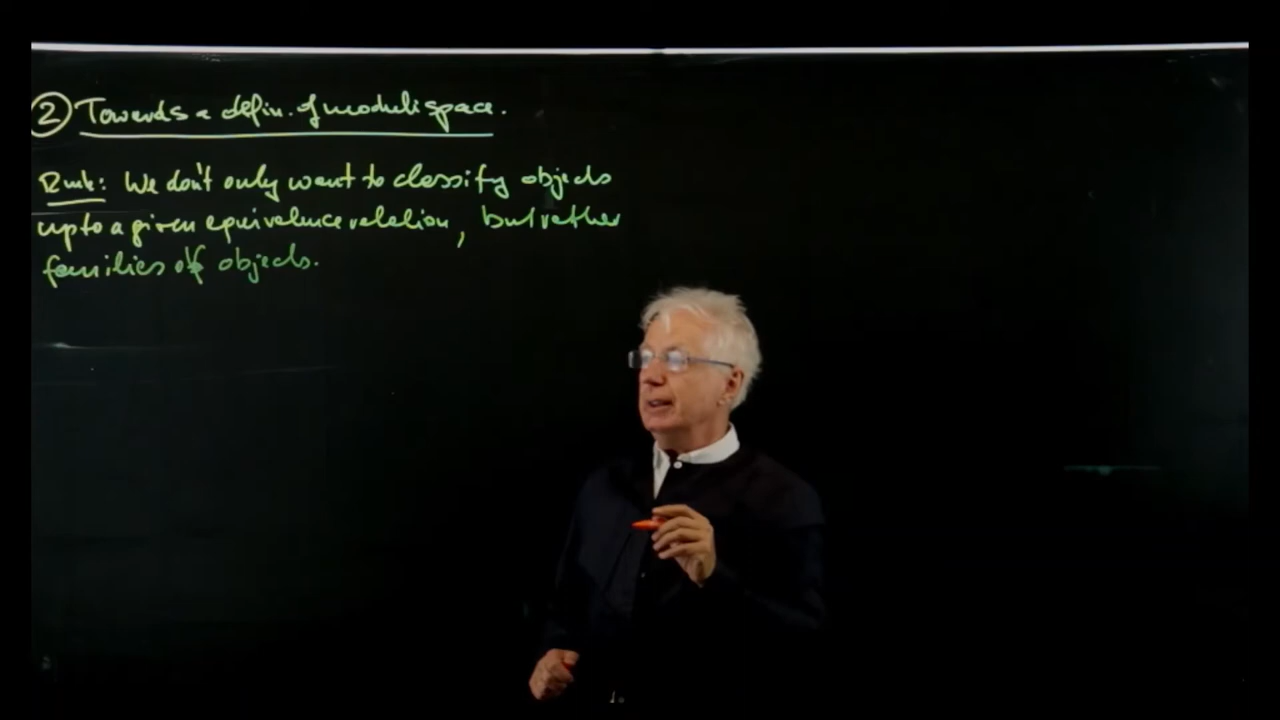 ② Towards a defin. of moduli space.
Rmk: We don't only want to classify objects
up to a given equivalence relation, but rather
families of objects.